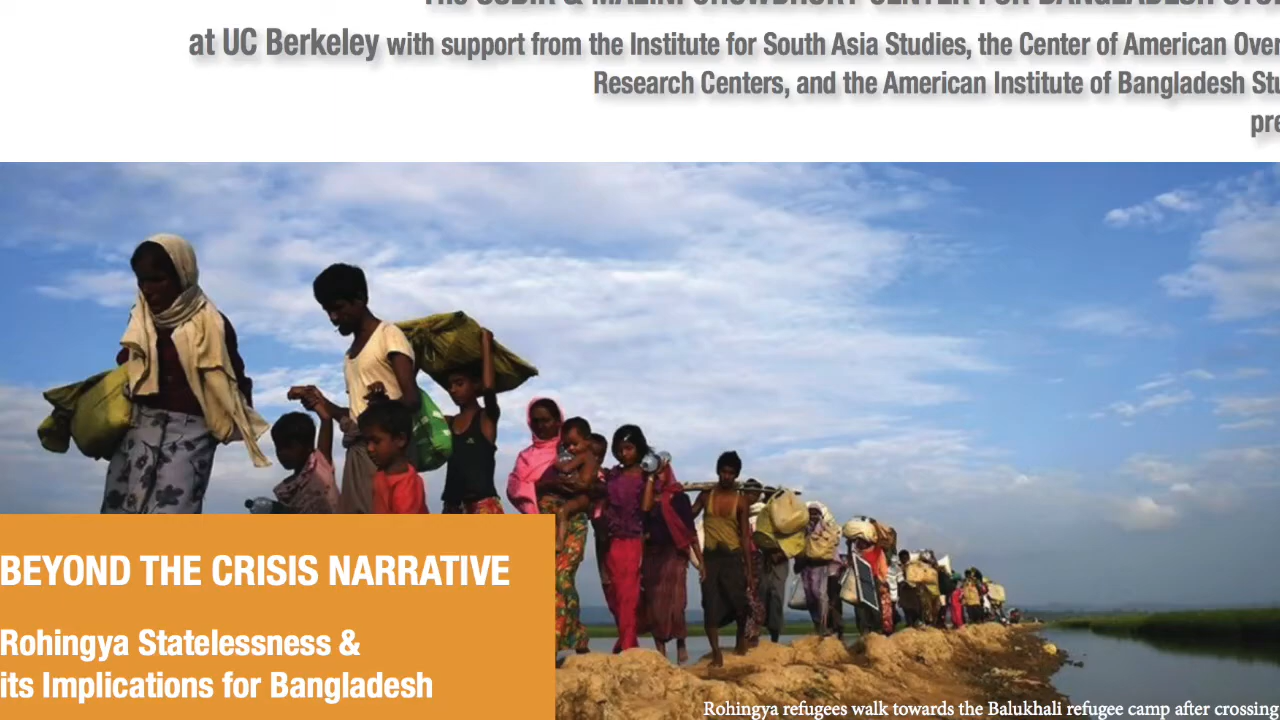 at UC Berkeley with support from the Institute for South Asia Studies, the Center of American
Research Centers, and the American Institute of Bangladesh
BEYOND THE CRISIS NARRATIVE
Rohingya Statelessness &
its Implications for Bangladesh
Rohingya refugees walk towards the Balukhali refugee camp after crossing